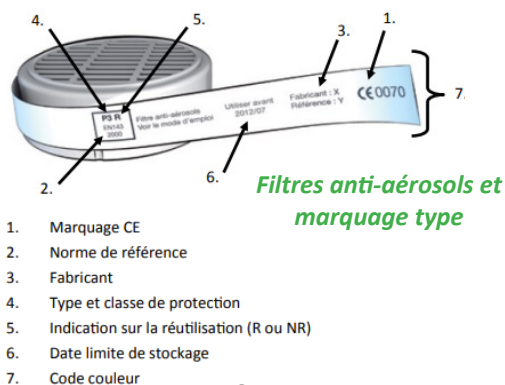 4.
5.
3.
1.
7.
P3 R
EN143
2000
Filtre anti-aérosols
Voir le mode d'emploi
Utiliser avant
2012/07
Fabricant : X
Référence : Y
CE0070
2.
6.
Filtres anti-aérosols et
marquage type
1. Marquage CE
2. Norme de référence
3. Fabricant
4. Type et classe de protection
5. Indication sur la réutilisation (R ou NR)
6. Date limite de stockage
7. Code couleur